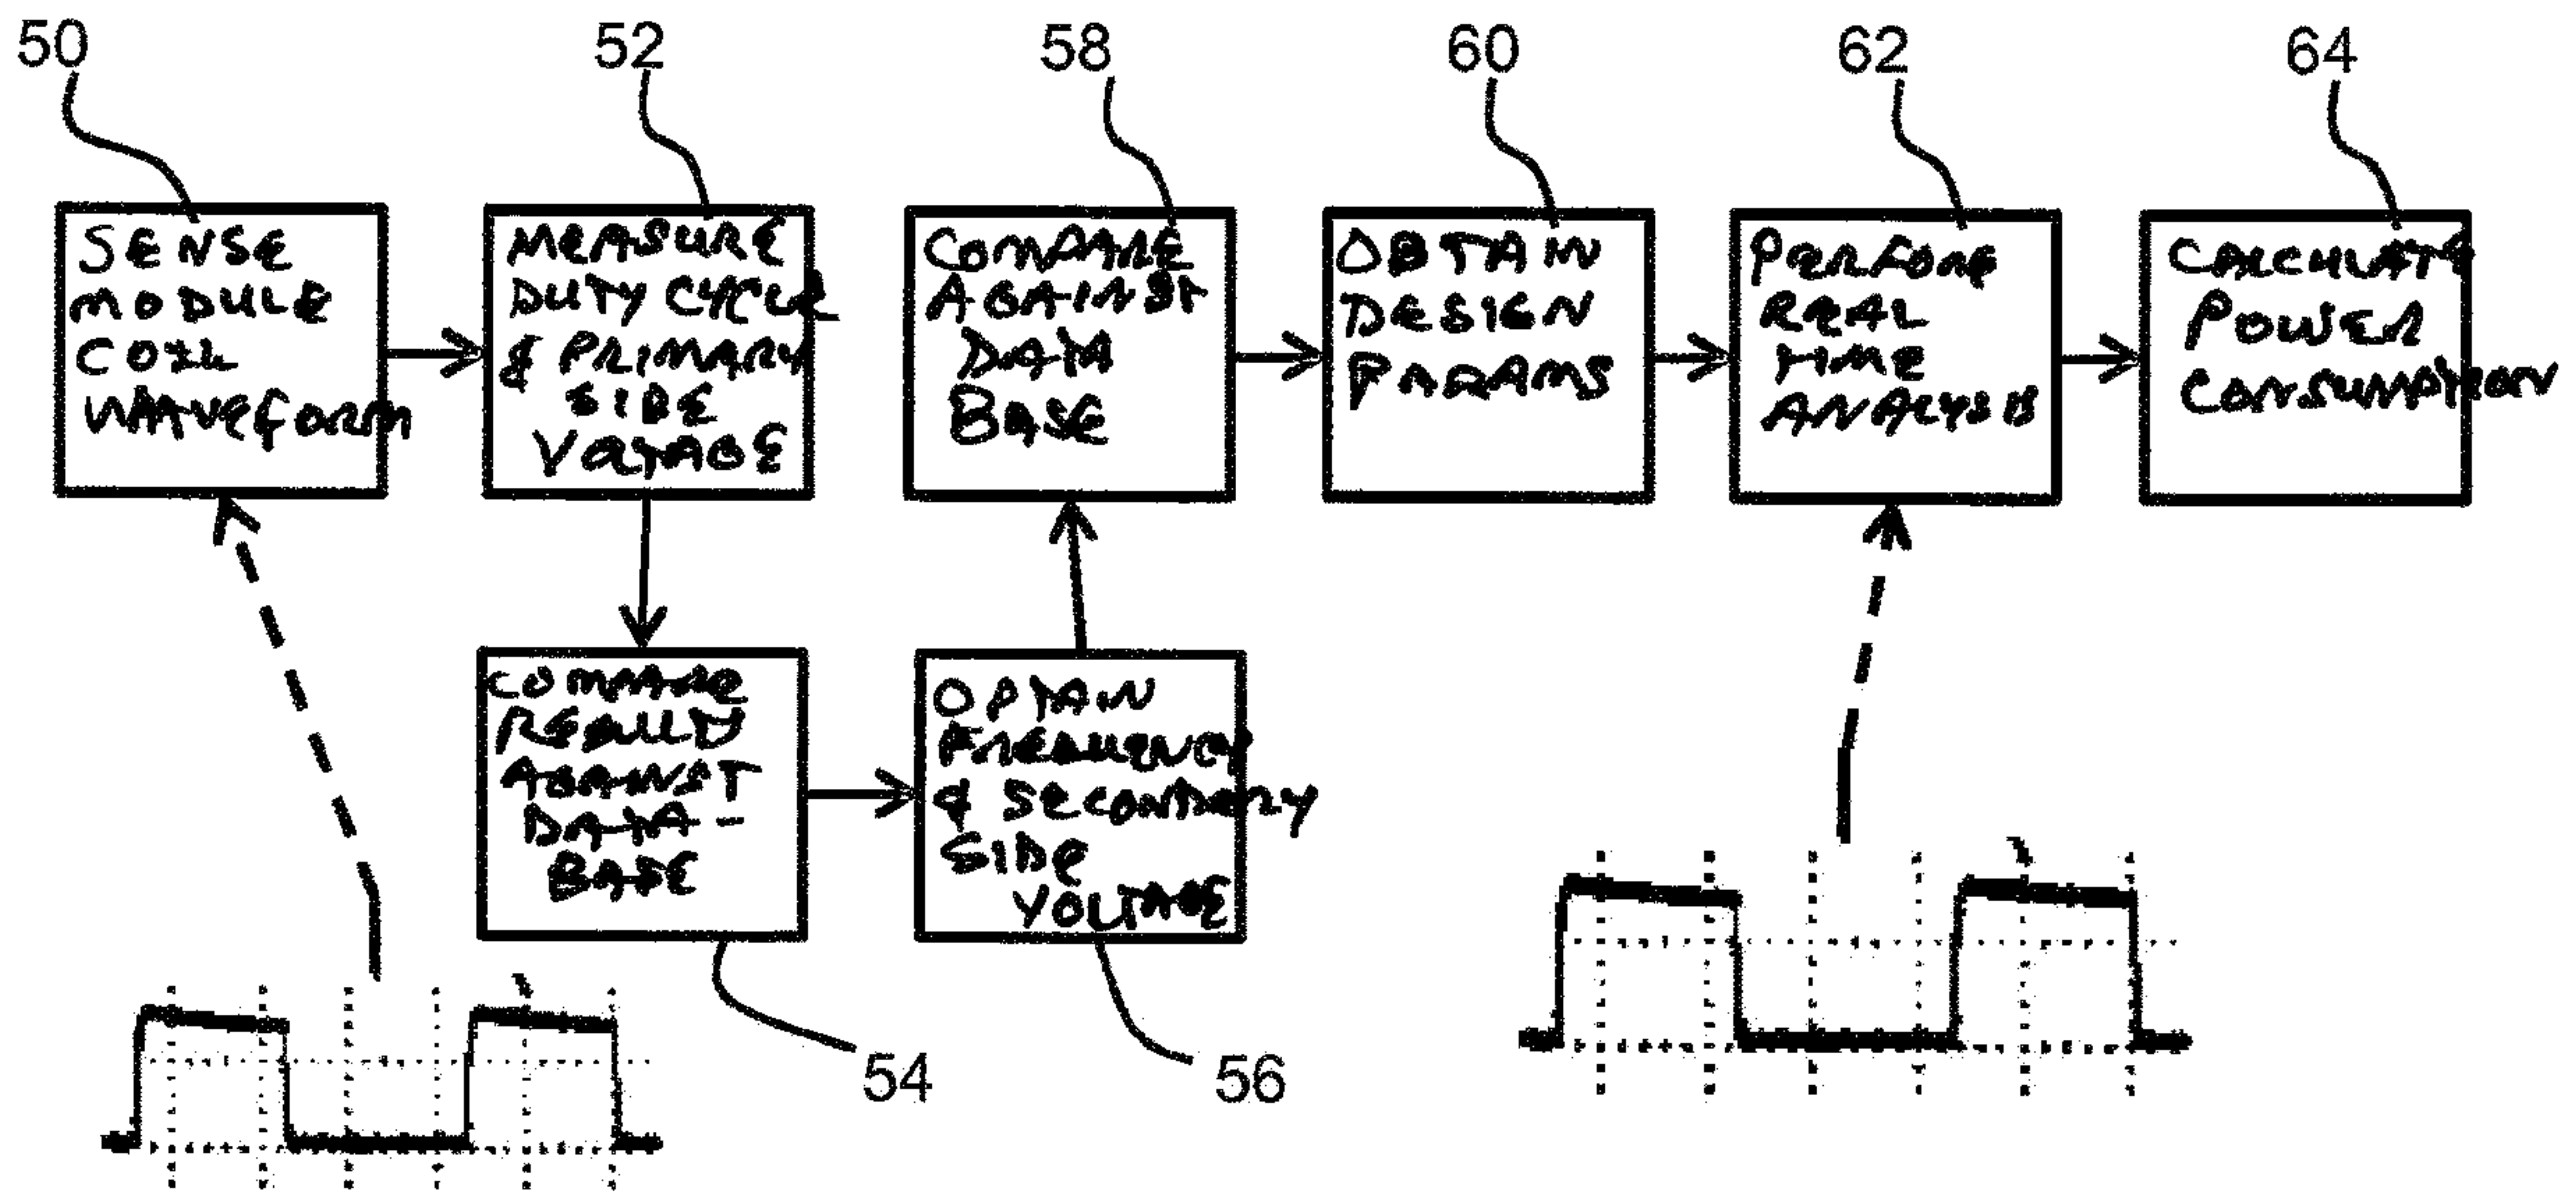 50
52
58
60
62
64
SENSE
MODULE
COIL
WAVEFORM
MEASURE
DUTY CYCLE
& PRIMARY
SIDE
VOLTAGE
COMPARE
AGAINST
DATA
BASE
OBTAIN
DESIGN
PARAMS
PERFORM
REAL
TIME
ANALYSIS
CALCULATE
POWER
CONSUMPTION
COMPARE
RESULTS
AGAINST
DATA-
BASE
OPTAIN
FREQUENCY
& SECONDERY
SIDE
VOLTAGE
54
56